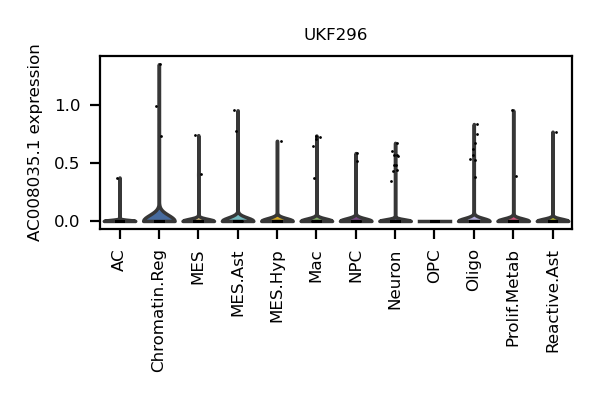 UKF296
AC008035.1 expression
1.0
0.5
0.0
AC
Chromatin.Reg
MES
MES.Ast
MES.Hyp
Mac
NPC
Neuron
OPC
Oligo
Prolif.Metab
Reactive.Ast